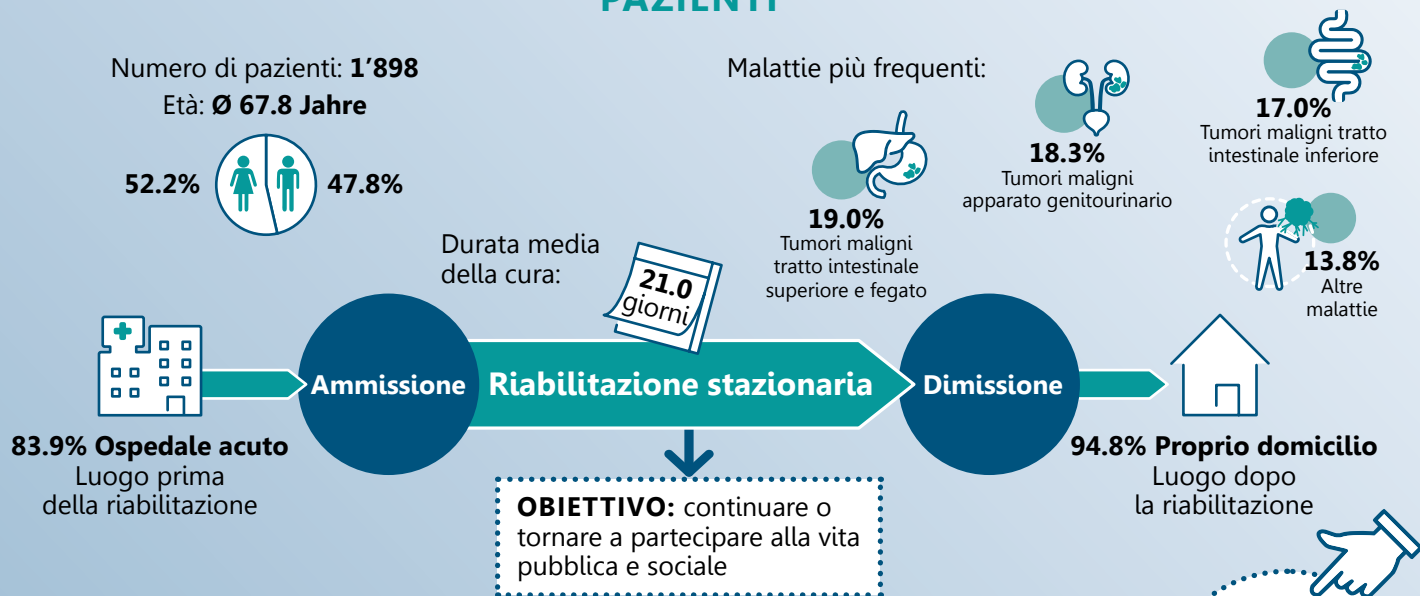 PAZIENTI
Numero di pazienti: 1’898
Età: Ø 67.8 Jahre
52.2%
47.8%
Malattie più frequenti:
19.0%
Tumori maligni
tratto intestinale
superiore e fegato
18.3%
Tumori maligni
apparato genitourinario
17.0%
Tumori maligni tratto
intestinale inferiore
13.8%
Altre
malattie
Durata media
della cura:
21.0
giorni
Ammissione
Riabilitazione stazionaria
Dimissione
83.9% Ospedale acuto
Luogo prima
della riabilitazione
94.8% Proprio domicilio
Luogo dopo
la riabilitazione
OBIETTIVO: continuare o
tornare a partecipare alla vita
pubblica e sociale